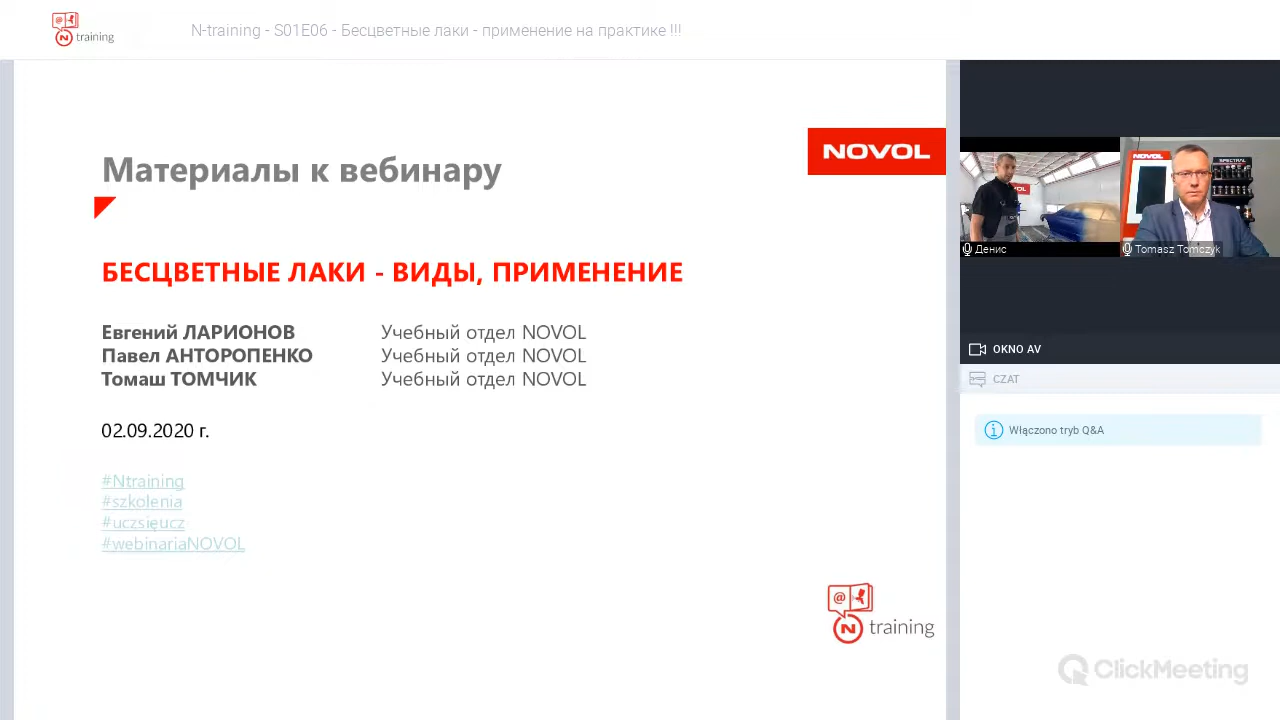 training
N-training - S01E06 - Бесцветные лаки - применение на практике !!!
Материалы к вебинару
NOVOL
БЕСЦВЕТНЫЕ ЛАКИ - ВИДЫ, ПРИМЕНЕНИЕ
Евгений ЛАРИОНОВ Учебный отдел NOVOL
Павел АНТОРОПЕНКО Учебный отдел NOVOL
Томаш ТОМЧИК Учебный отдел NOVOL
02.09.2020 г.
#Ntraining
#szkolenia
#uczsięucz
#webinariaNOVOL
@
N training
NOVOL
SPECTRAL
Денис
Tomasz Tomczyk
OKNO AV
CZAT
Włączono tryb Q&A
ClickMeeting